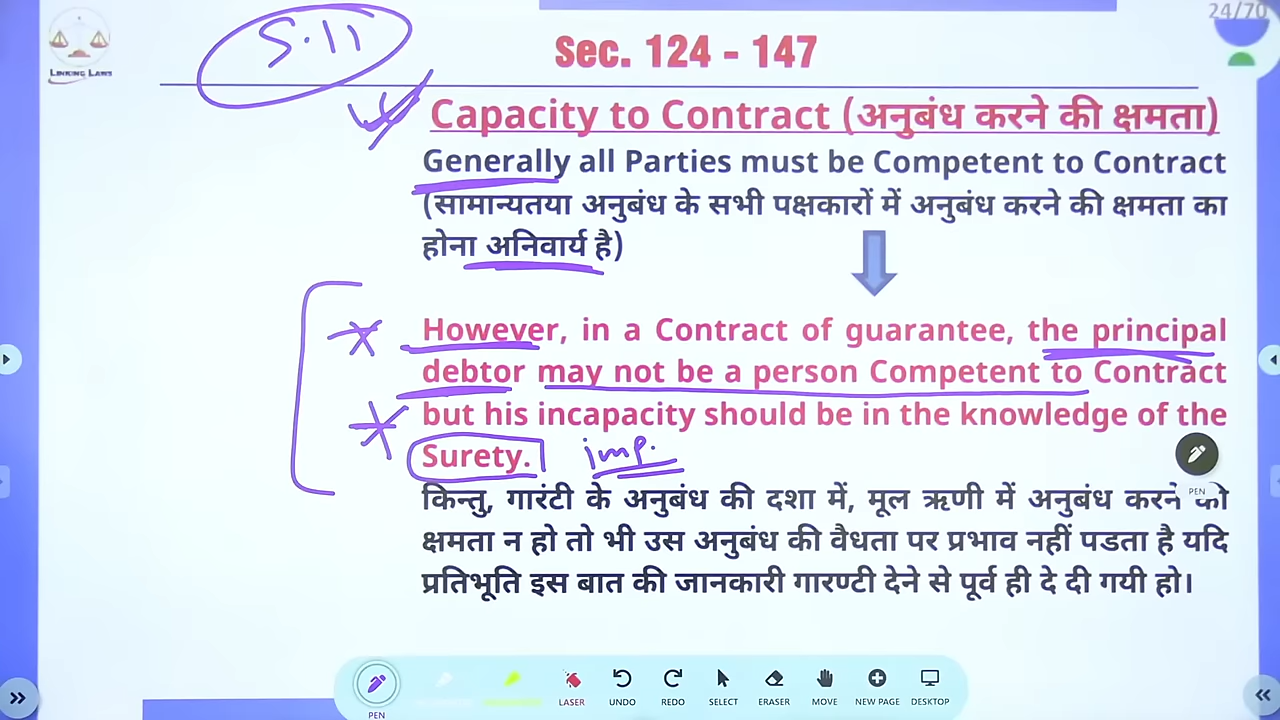 24/70
S.11
LINKING LAWS
Sec. 124 - 147
Capacity to Contract (अनुबंध करने की क्षमता)
Generally all Parties must be Competent to Contract
(सामान्यतया अनुबंध के सभी पक्षकारों में अनुबंध करने की क्षमता का
होना अनिवार्य है)
However, in a Contract of guarantee, the principal
debtor may not be a person Competent to Contract
but his incapacity should be in the knowledge of the
Surety. imp.
किन्तु, गारंटी के अनुबंध की दशा में, मूल ऋणी में अनुबंध करने की
क्षमता न हो तो भी उस अनुबंध की वैधता पर प्रभाव नहीं पडता है यदि
प्रतिभूति इस बात की जानकारी गारण्टी देने से पूर्व ही दे दी गयी हो।
PEN
PEN LASER UNDO REDO SELECT ERASER MOVE NEW PAGE DESKTOP